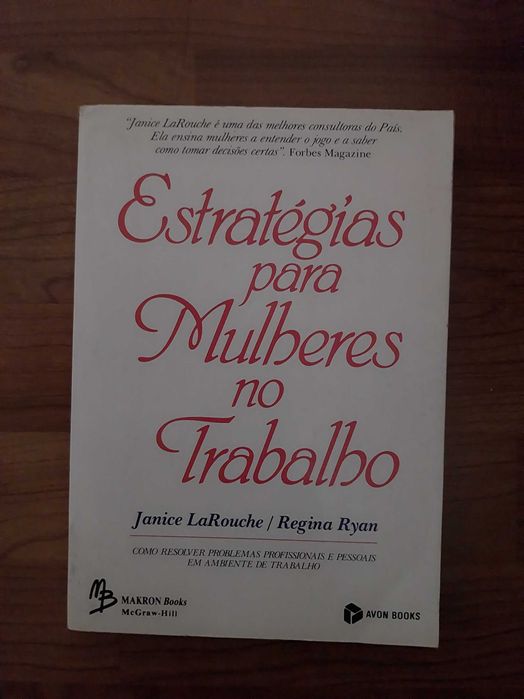 "Janice LaRouche é uma das melhores consultoras do País.
Ela ensina mulheres a entender o jogo e a saber
como tomar decisões certas". Forbes Magazine
Estratégias
para
Mulheres
no
Trabalho
Janice LaRouche / Regina Ryan
COMO RESOLVER PROBLEMAS PROFISSIONAIS E PESSOAIS
EM AMBIENTE DE TRABALHO
MB MAKRON Books
McGraw-Hill
AVON BOOKS